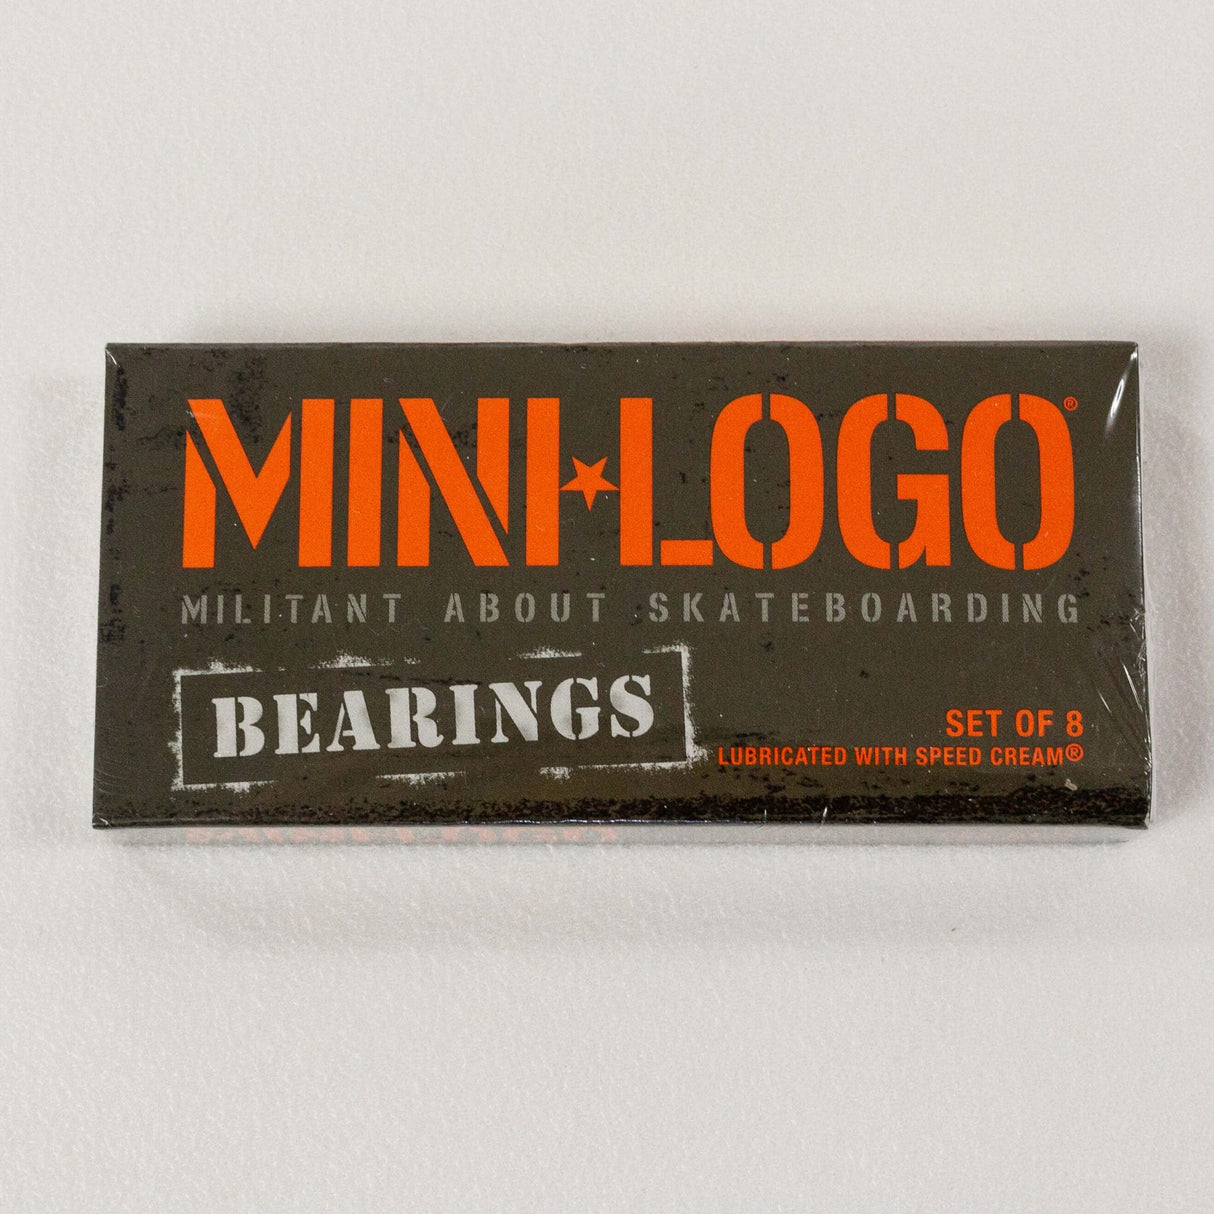 MINI★LOGO®
MILITANT ABOUT SKATEBOARDING
BEARINGS
SET OF 8
LUBRICATED WITH SPEED CREAM®